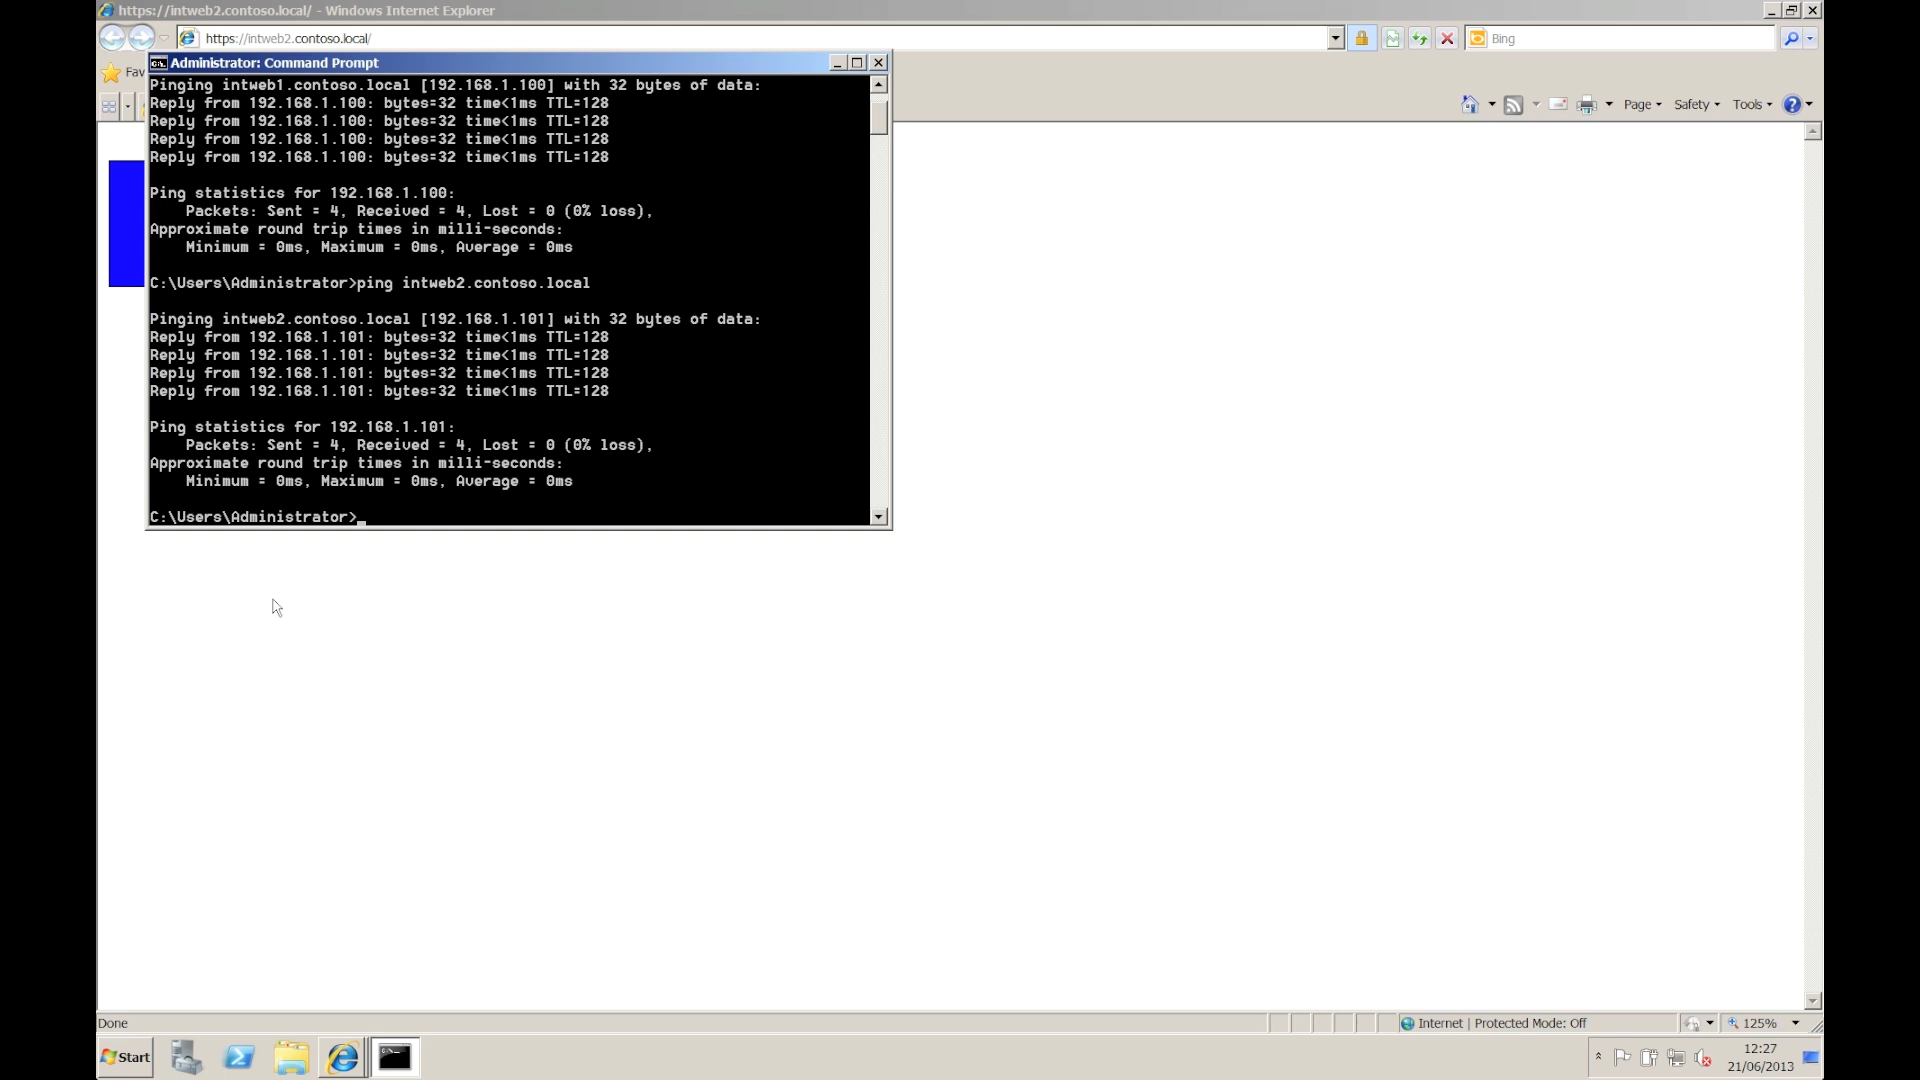 https://intweb2.contoso.local/ - Windows Internet Explorer
https://intweb2.contoso.local/
Bing
Administrator: Command Prompt
Fav
Page
Safety
Tools
Pinging intweb1.contoso.local [192.168.1.100] with 32 bytes of data:
Reply from 192.168.1.100: bytes=32 time<1ms TTL=128
Reply from 192.168.1.100: bytes=32 time<1ms TTL=128
Reply from 192.168.1.100: bytes=32 time<1ms TTL=128
Reply from 192.168.1.100: bytes=32 time<1ms TTL=128
Ping statistics for 192.168.1.100:
Packets: Sent = 4, Received = 4, Lost = 0 (0% loss),
Approximate round trip times in milli-seconds:
Minimum = 0ms, Maximum = 0ms, Average = 0ms
C:\Users\Administrator>ping intweb2.contoso.local
Pinging intweb2.contoso.local [192.168.1.101] with 32 bytes of data:
Reply from 192.168.1.101: bytes=32 time<1ms TTL=128
Reply from 192.168.1.101: bytes=32 time<1ms TTL=128
Reply from 192.168.1.101: bytes=32 time<1ms TTL=128
Reply from 192.168.1.101: bytes=32 time<1ms TTL=128
Ping statistics for 192.168.1.101:
Packets: Sent = 4, Received = 4, Lost = 0 (0% loss),
Approximate round trip times in milli-seconds:
Minimum = 0ms, Maximum = 0ms, Average = 0ms
C:\Users\Administrator>_
Done
Internet | Protected Mode: Off
125%
Start
12:27
21/06/2013